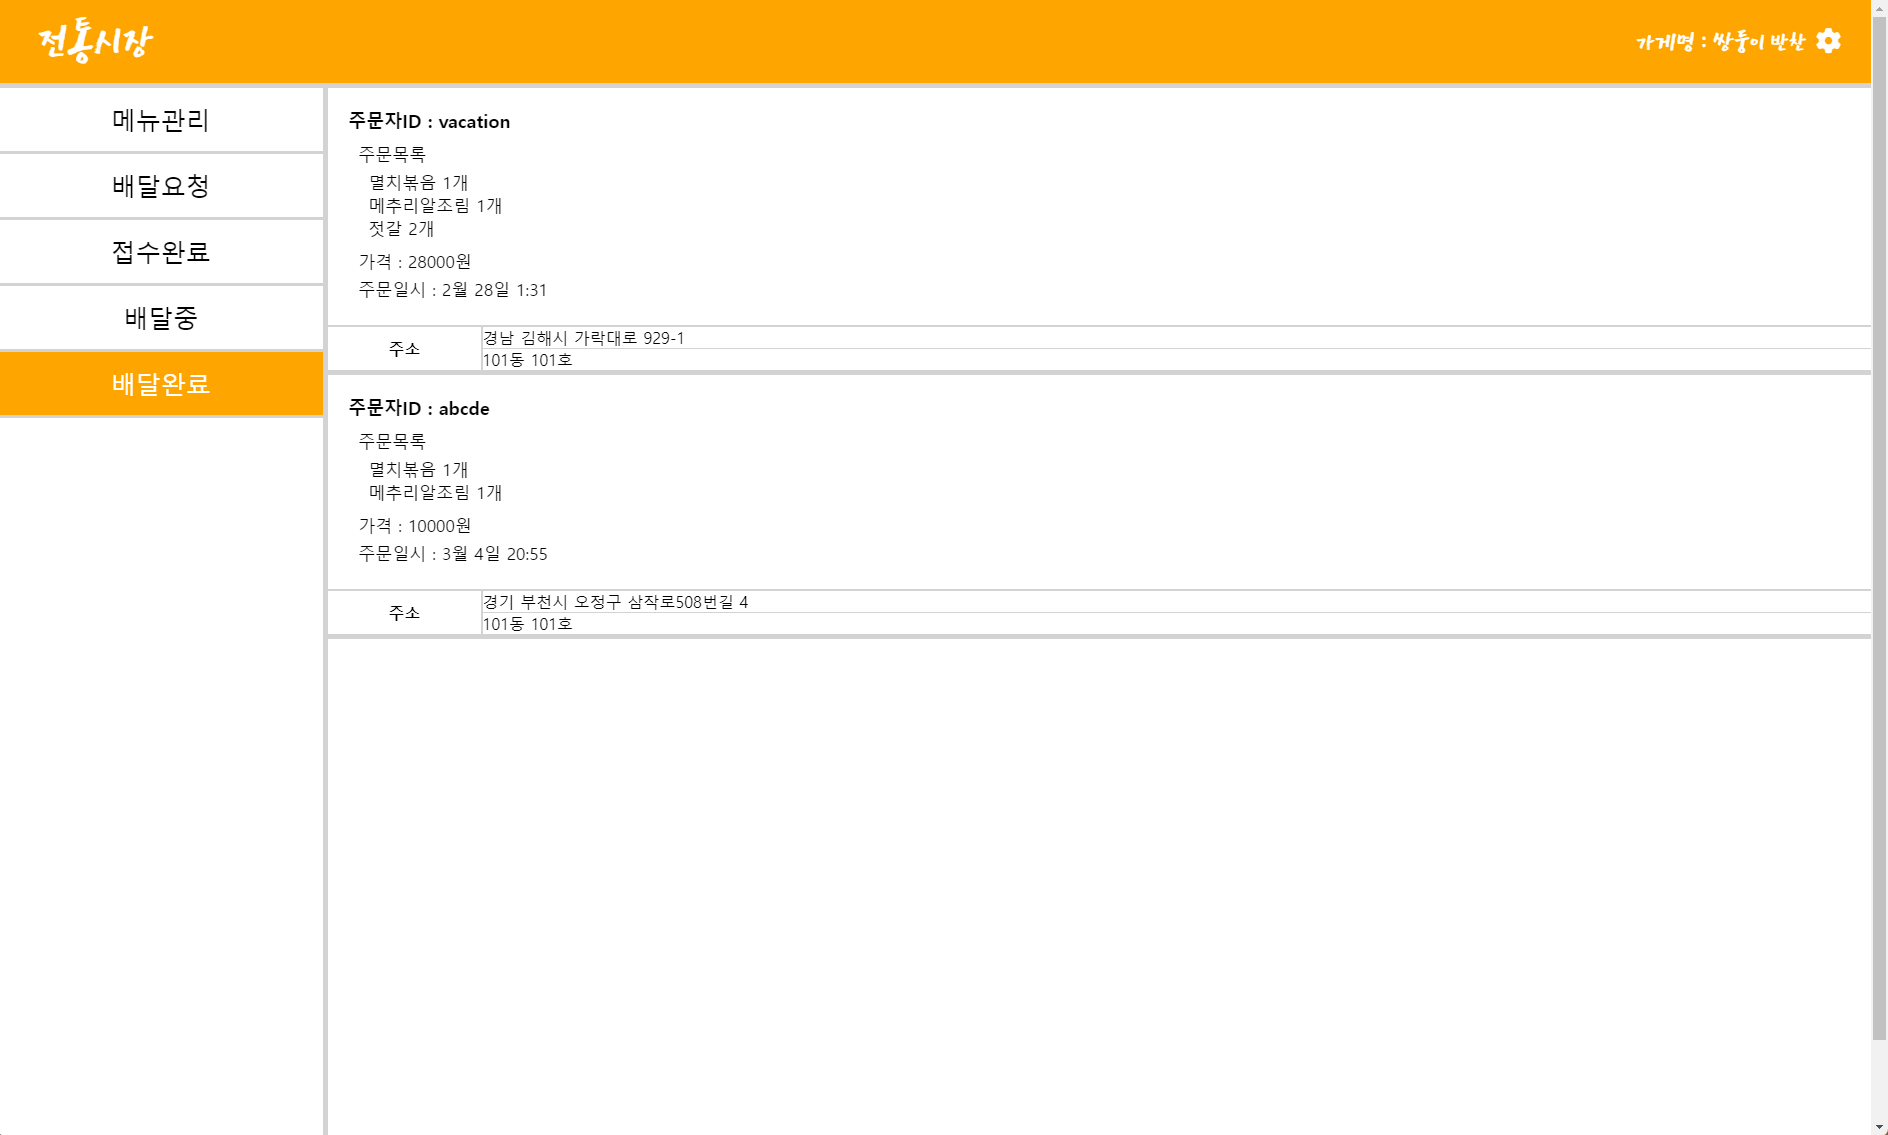 전통시장
가게명 : 쌍둥이 반찬
메뉴관리
배달요청
접수완료
배달중
배달완료
주문자ID : vacation
주문목록
멸치볶음 1개
메추리알조림 1개
젓갈 2개
가격 : 28000원
주문일시 : 2월 28일 1:31
주소
경남 김해시 가락대로 929-1
101동 101호
주문자ID : abcde
주문목록
멸치볶음 1개
메추리알조림 1개
가격 : 10000원
주문일시 : 3월 4일 20:55
주소
경기 부천시 오정구 삼작로508번길 4
101동 101호